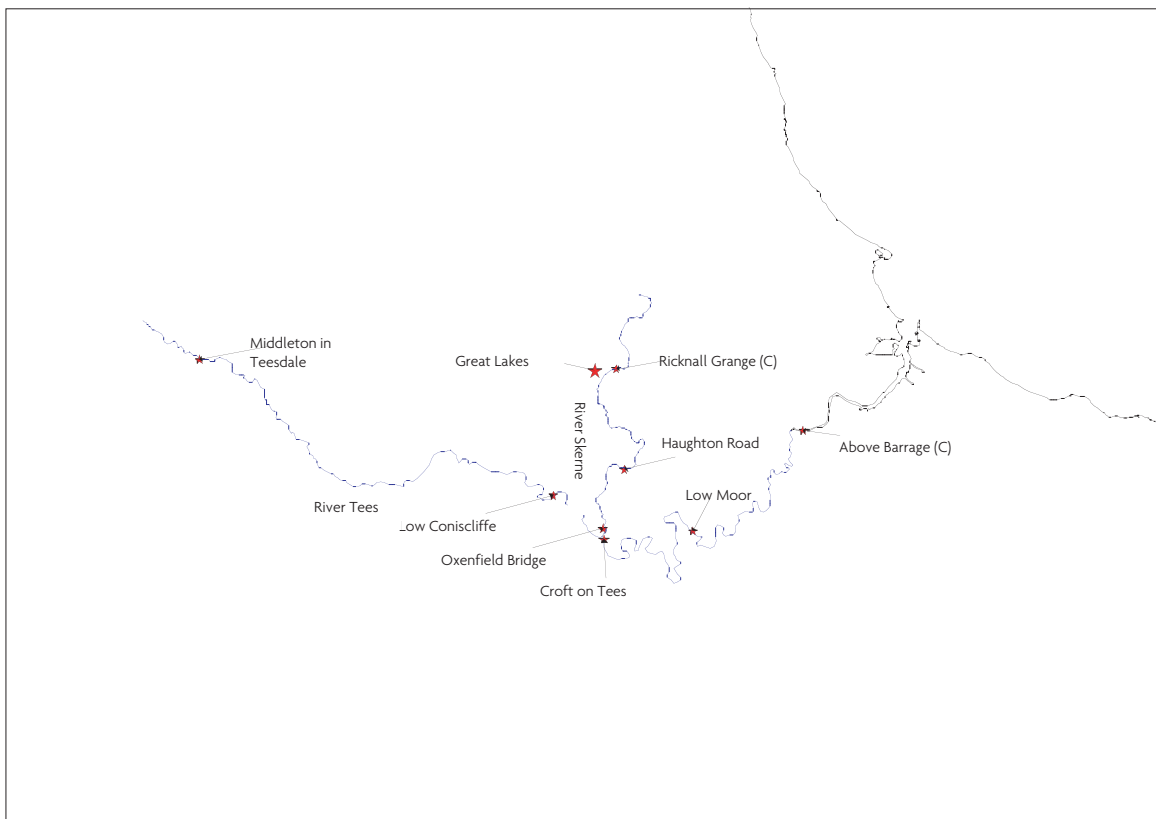 Middleton in
Teesdale
Great Lakes
Ricknall Grange (C)
River Skerne
Haughton Road
Above Barrage (C)
River Tees
Low Coniscliffe
Low Moor
Oxenfield Bridge
Croft on Tees